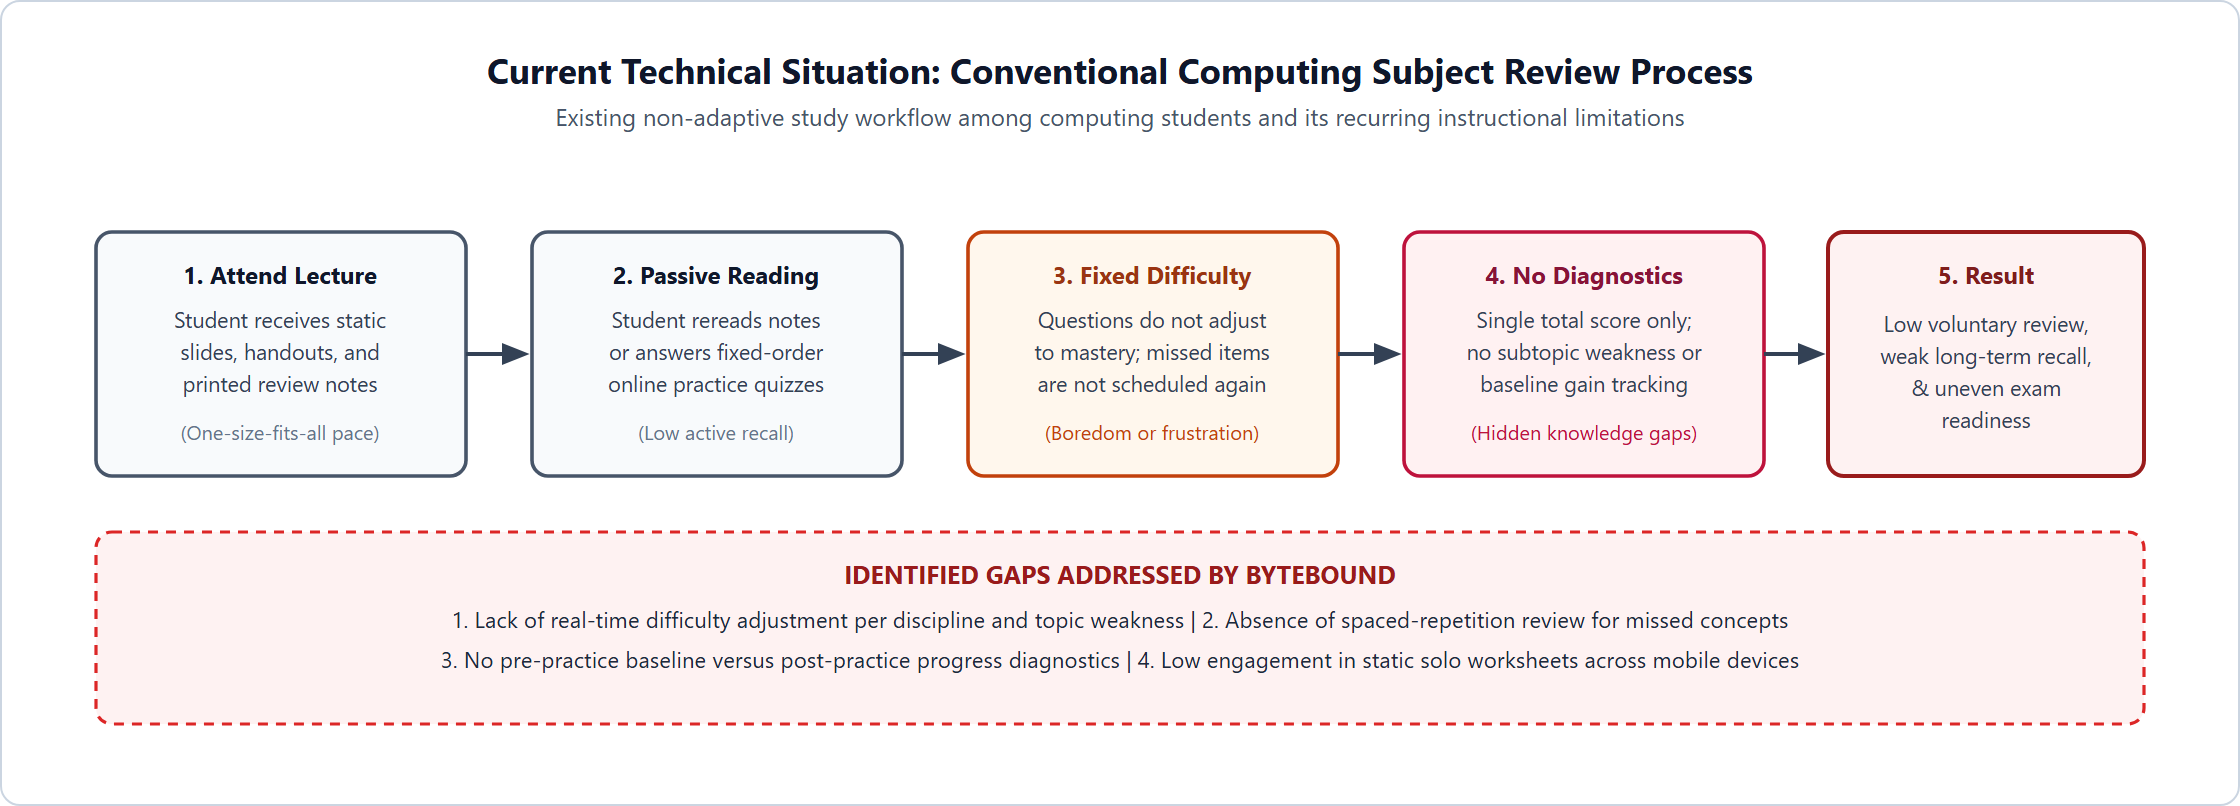 Current Technical Situation: Conventional Computing Subject Review Process
Existing non-adaptive study workflow among computing students and its recurring instructional limitations
1. Attend Lecture
Student receives static
slides, handouts, and
printed review notes
(One-size-fits-all pace)
2. Passive Reading
Student rereads notes
or answers fixed-order
online practice quizzes
(Low active recall)
3. Fixed Difficulty
Questions do not adjust
to mastery; missed items
are not scheduled again
(Boredom or frustration)
4. No Diagnostics
Single total score only;
no subtopic weakness or
baseline gain tracking
(Hidden knowledge gaps)
5. Result
Low voluntary review,
weak long-term recall,
& uneven exam
readiness
IDENTIFIED GAPS ADDRESSED BY BYTEBOUND
1. Lack of real-time difficulty adjustment per discipline and topic weakness | 2. Absence of spaced-repetition review for missed concepts
3. No pre-practice baseline versus post-practice progress diagnostics | 4. Low engagement in static solo worksheets across mobile devices